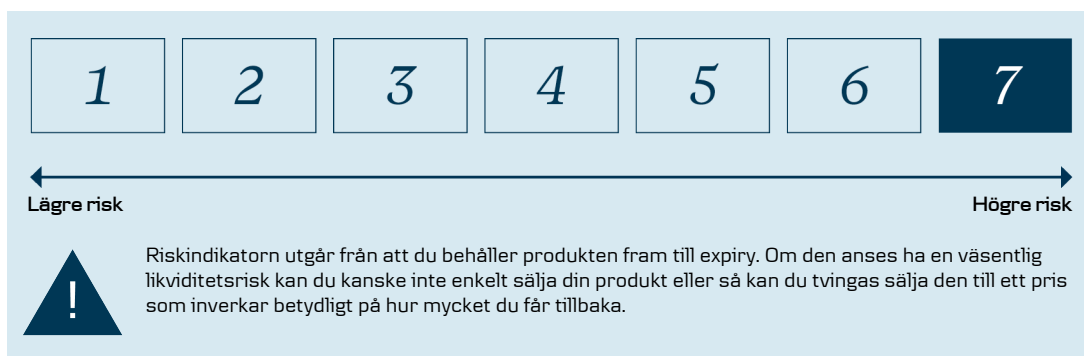 1 2 3 4 5 6 7
Lägre risk Högre risk
Riskindikatorn utgår från att du behåller produkten fram till expiry. Om den anses ha en väsentlig
likviditetsrisk kan du kanske inte enkelt sälja din produkt eller så kan du tvingas sälja den till ett pris
som inverkar betydligt på hur mycket du får tillbaka.
!